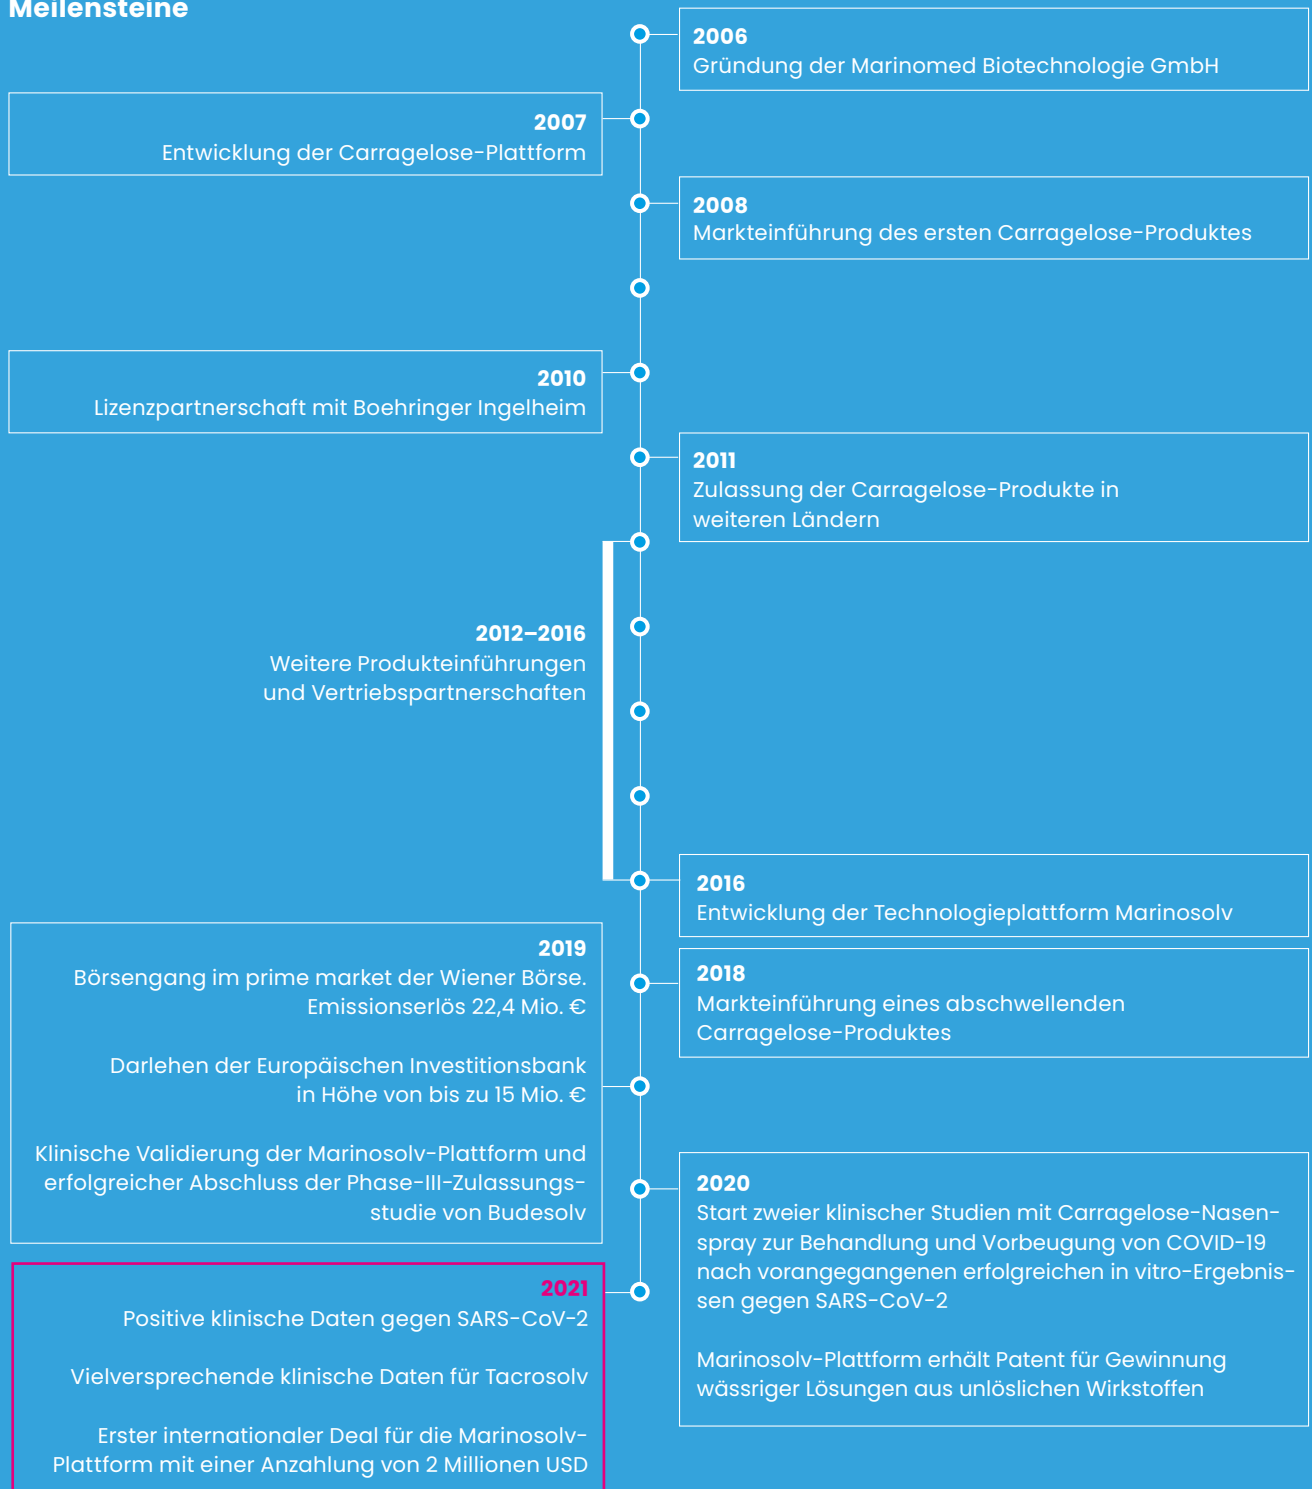 Meilensteine
2006
Gründung der Marinomed Biotechnologie GmbH
2007
Entwicklung der Carragelose-Plattform
2008
Markteinführung des ersten Carragelose-Produktes
2010
Lizenzpartnerschaft mit Boehringer Ingelheim
2011
Zulassung der Carragelose-Produkte in
weiteren Ländern
2012–2016
Weitere Produkteinführungen
und Vertriebspartnerschaften
2016
Entwicklung der Technologieplattform Marinosolv
2018
Markteinführung eines abschwellenden
Carragelose-Produktes
2019
Börsengang im prime market der Wiener Börse.
Emissionserlös 22,4 Mio. €
Darlehen der Europäischen Investitionsbank
in Höhe von bis zu 15 Mio. €
Klinische Validierung der Marinosolv-Plattform und
erfolgreicher Abschluss der Phase-III-Zulassungs-
studie von Budesolv
2020
Start zweier klinischer Studien mit Carragelose-Nasen-
spray zur Behandlung und Vorbeugung von COVID-19
nach vorangegangenen erfolgreichen in vitro-Ergebnis-
sen gegen SARS-CoV-2
Marinosolv-Plattform erhält Patent für Gewinnung
wässriger Lösungen aus unlöslichen Wirkstoffen
2021
Positive klinische Daten gegen SARS-CoV-2
Vielversprechende klinische Daten für Tacrosolv
Erster internationaler Deal für die Marinosolv-
Plattform mit einer Anzahlung von 2 Millionen USD